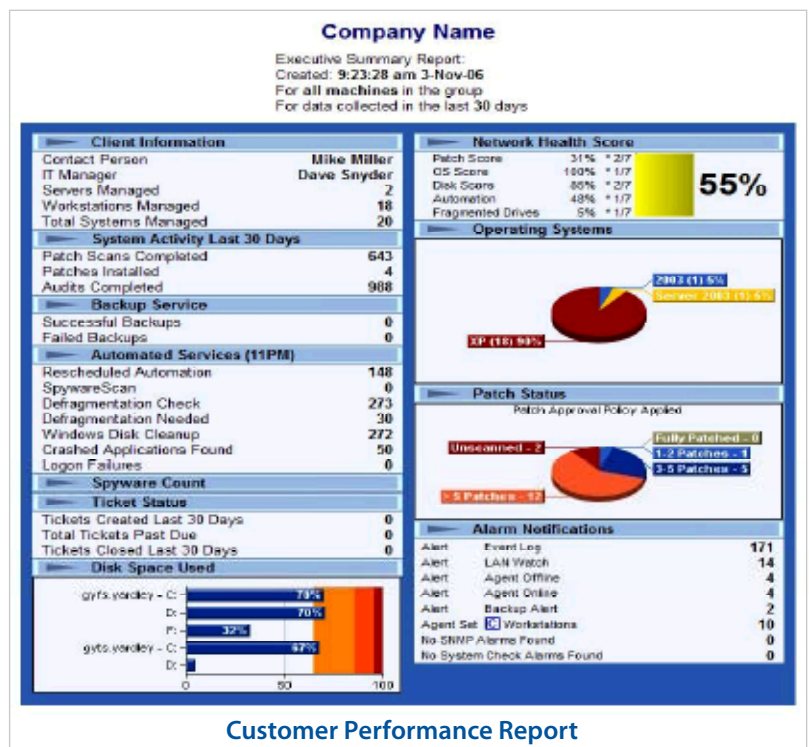 Company Name
Executive Summary Report:
Created: 9:23:28 am 3-Nov-06
For all machines in the group
For data collected in the last 30 days
Client Information
Contact Person Mike Miller
IT Manager Dave Snyder
Servers Managed 2
Workstations Managed 18
Total Systems Managed 20
System Activity Last 30 Days
Patch Scans Completed 643
Patches Installed 4
Audits Completed 988
Backup Service
Successful Backups 0
Failed Backups 0
Automated Services (11PM)
Rescheduled Automation 148
SpywareScan 0
Defragmentation Check 273
Defragmentation Needed 30
Windows Disk Cleanup 272
Crashed Applications Found 50
Logon Failures 0
Spyware Count
Ticket Status
Tickets Created Last 30 Days 0
Total Tickets Past Due 0
Tickets Closed Last 30 Days 0
Disk Space Used
C: 70%
D: 70%
32%
C: 67%
D:
0 50 100
Network Health Score
Patch Score 31% * 2/7
OS Score 100% * 1/7
Disk Score 85% * 2/7
Automation 48% * 1/7
Fragmented Drives 5% * 1/7
55%
Operating Systems
2003 (1) 5%
Server 2003 (1) 5%
XP (18) 90%
Patch Status
Patch Approval Policy Applied
Unscanned - 2
Fully Patched - 0
1-2 Patches - 1
3-5 Patches - 5
> 5 Patches - 12
Alarm Notifications
Alert Event Log 171
Alert LAN Watch 14
Alert Agent Offline 4
Alert Agent Online 4
Alert Backup Alert 2
Agent Set Workstations 10
No SNMP Alarms Found 0
No System Check Alarms Found 0
Customer Performance Report